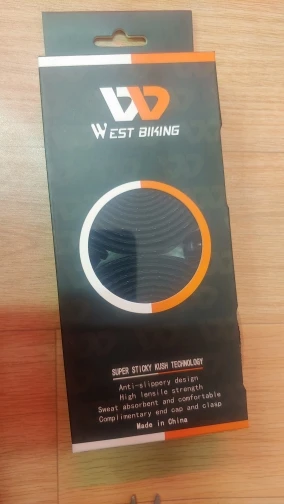 WEST BIKING
SUPER STICKY KUSH TECHNOLOGY
Anti-slippery design
High lensile strength
Sweat absorbent and comfortable
Complimentary end cap and clasp
Made in China